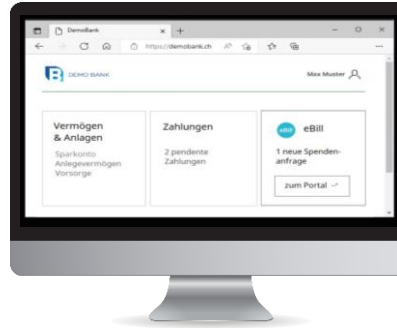 DemoBank
https://demobank.ch
DEMO BANK
Max Muster
Vermögen
& Anlagen
Sparkonto
Anlegevermögen
Vorsorge
Zahlungen
2 pendente
Zahlungen
eBill
eBill
1 neue Spenden-
anfrage
zum Portal